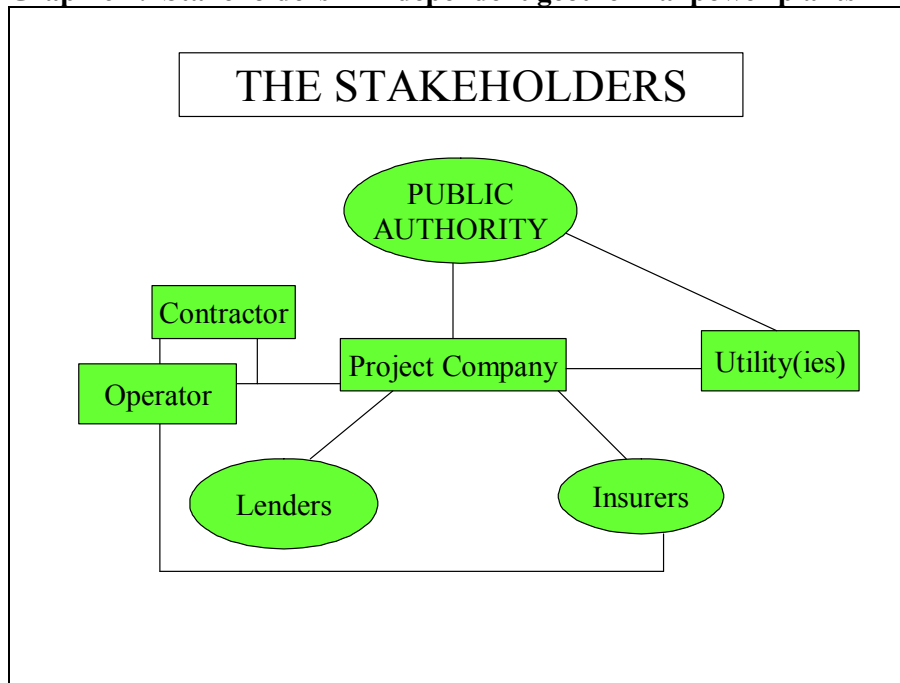 THE STAKEHOLDERS
PUBLIC
AUTHORITY
Contractor
Project Company
Utility(ies)
Operator
Lenders
Insurers